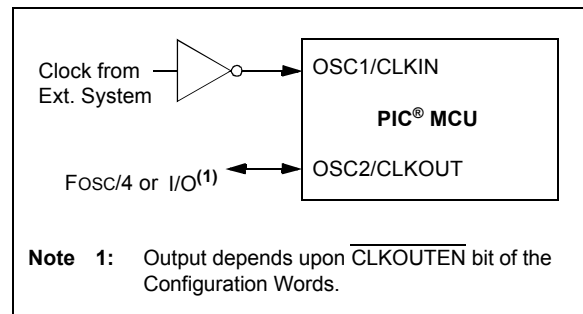 Clock from
Ext. System
OSC1/CLKIN
PIC® MCU
FOSC/4 or I/O(1)
OSC2/CLKOUT
Note 1: Output depends upon CLKOUTEN bit of the
Configuration Words.